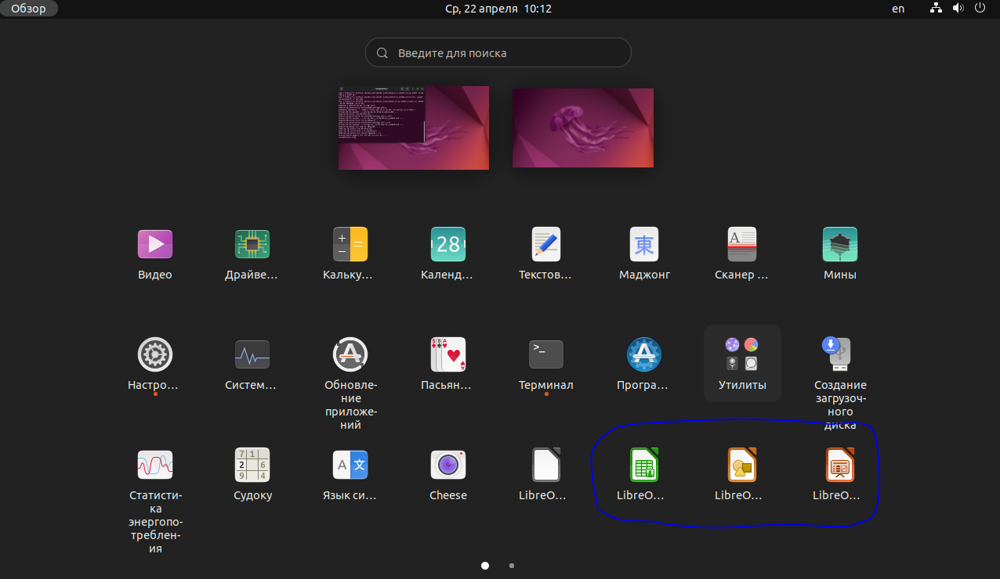 Обзор
Ср, 22 апреля 10:12
en
Введите для поиска
28
東
A
Видео
Драйве…
Кальку…
Календ…
Текстов…
Маджонг
Сканер …
Мины
>_
Настро…
Систем…
Обновле-
ние
приложе-
ний
Пасьян…
Терминал
Програ…
Утилиты
Создание
загрузоч-
ного
диска
7 1
2 6
9 4
A 文
Статисти-
ка
энергопо-
треблен-
ия
Судоку
Язык си…
Cheese
LibreO…
LibreO…
LibreO…
LibreO…